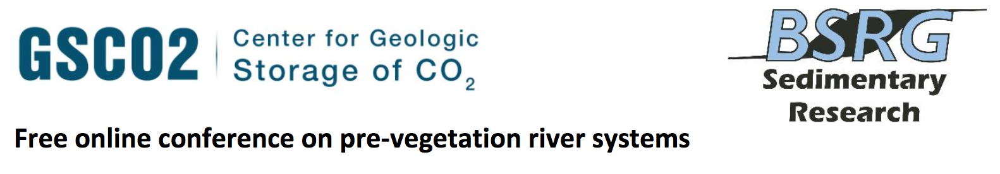 GSCO2
Center for Geologic
Storage of CO₂
BSRG
Sedimentary
Research
Free online conference on pre-vegetation river systems